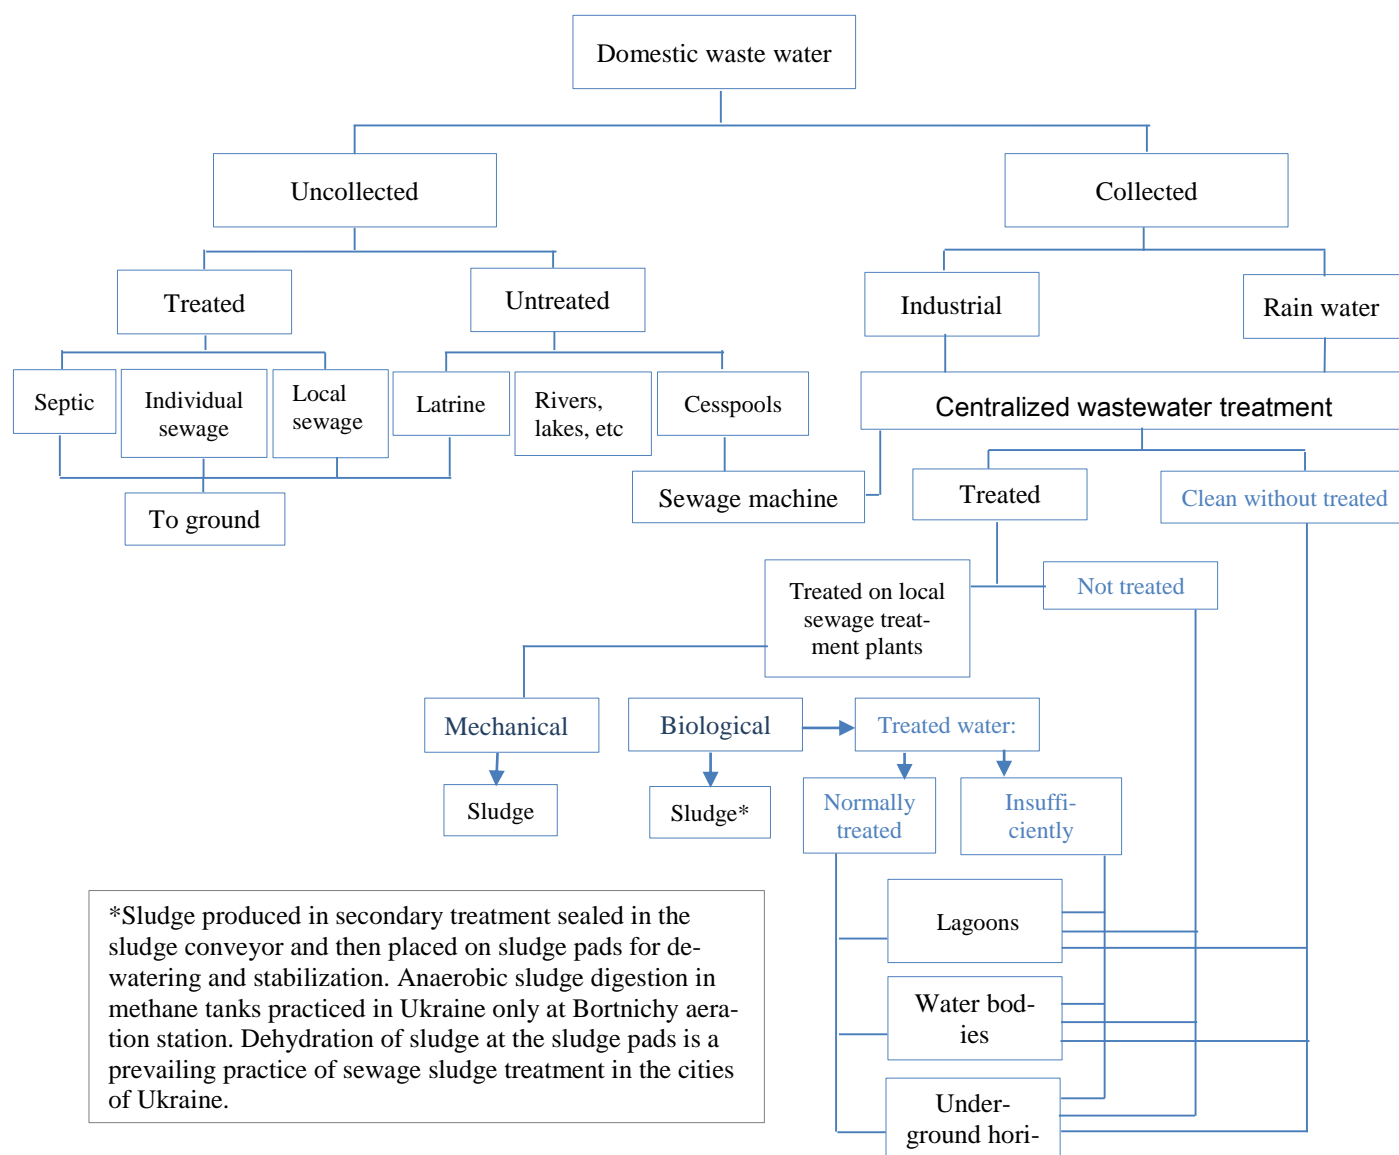 Domestic waste water
Uncollected
Collected
Treated
Untreated
Industrial
Rain water
Septic
Individual
sewage
Local
sewage
Latrine
Rivers,
lakes, etc
Cesspools
Centralized wastewater treatment
To ground
Sewage machine
Treated
Clean without treated
Treated on local
sewage treat-
ment plants
Not treated
Mechanical
Biological
Treated water:
Sludge
Sludge*
Normally
treated
Insuffi-
ciently
Lagoons
Water bod-
ies
Under-
ground hori-
*Sludge produced in secondary treatment sealed in the
sludge conveyor and then placed on sludge pads for de-
watering and stabilization. Anaerobic sludge digestion in
methane tanks practiced in Ukraine only at Bortnichy aera-
tion station. Dehydration of sludge at the sludge pads is a
prevailing practice of sewage sludge treatment in the cities
of Ukraine.